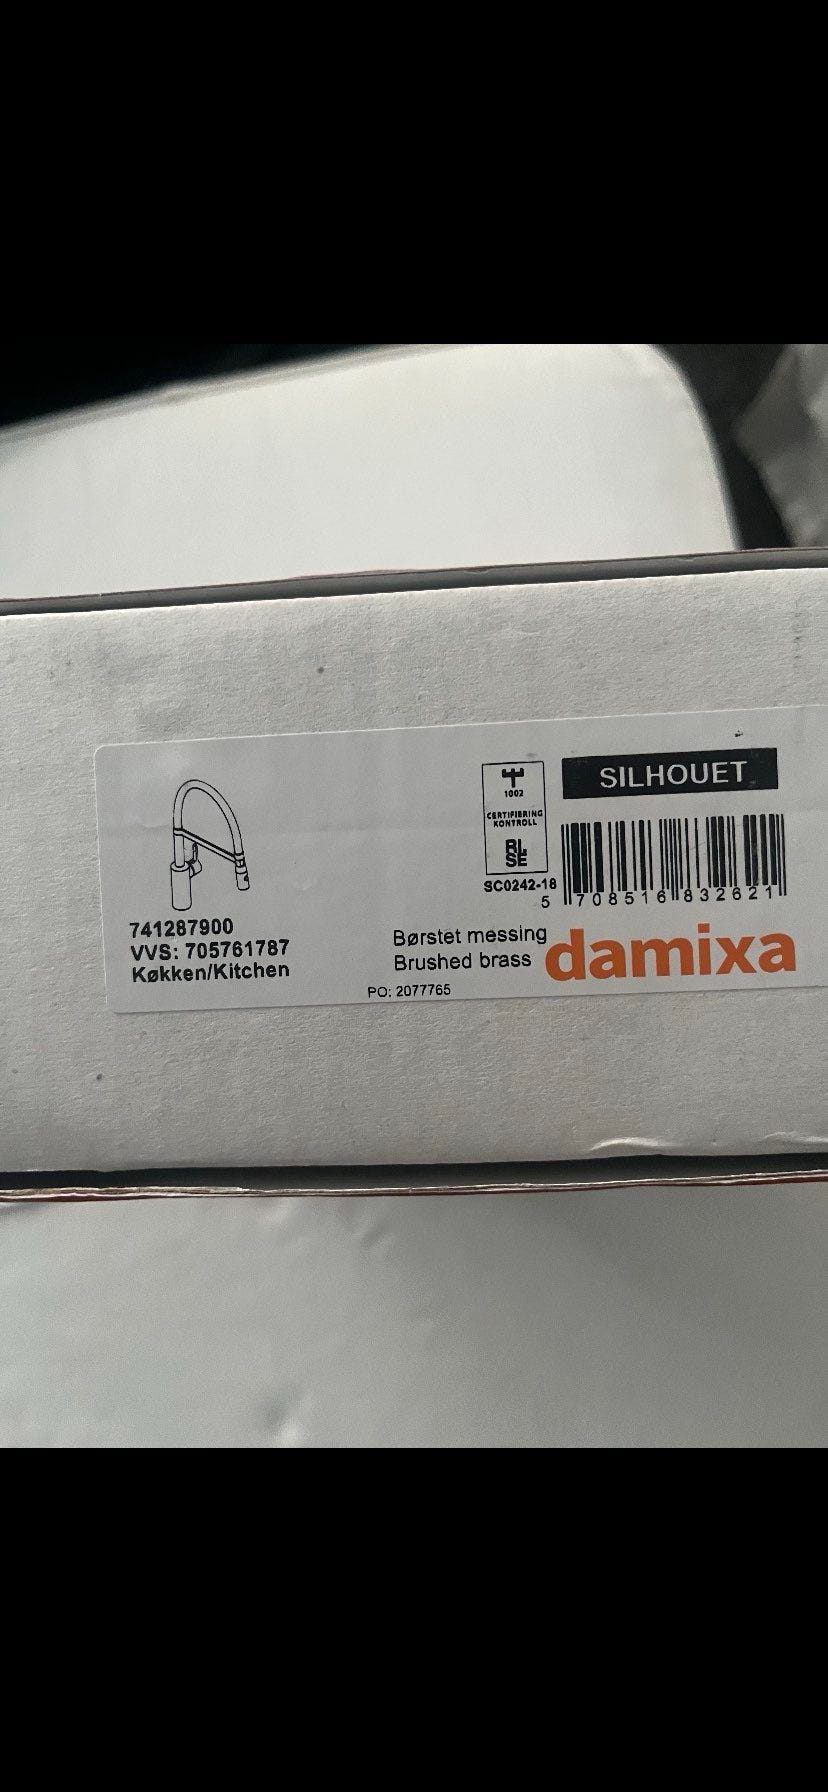 1002
CERTIFIERING
KONTROLL
RI
SE
SC0242-18
SILHOUET
5 708516 832621
741287900
VVS: 705761787
Køkken/Kitchen
Børstet messing
Brushed brass
PO: 2077765
damixa